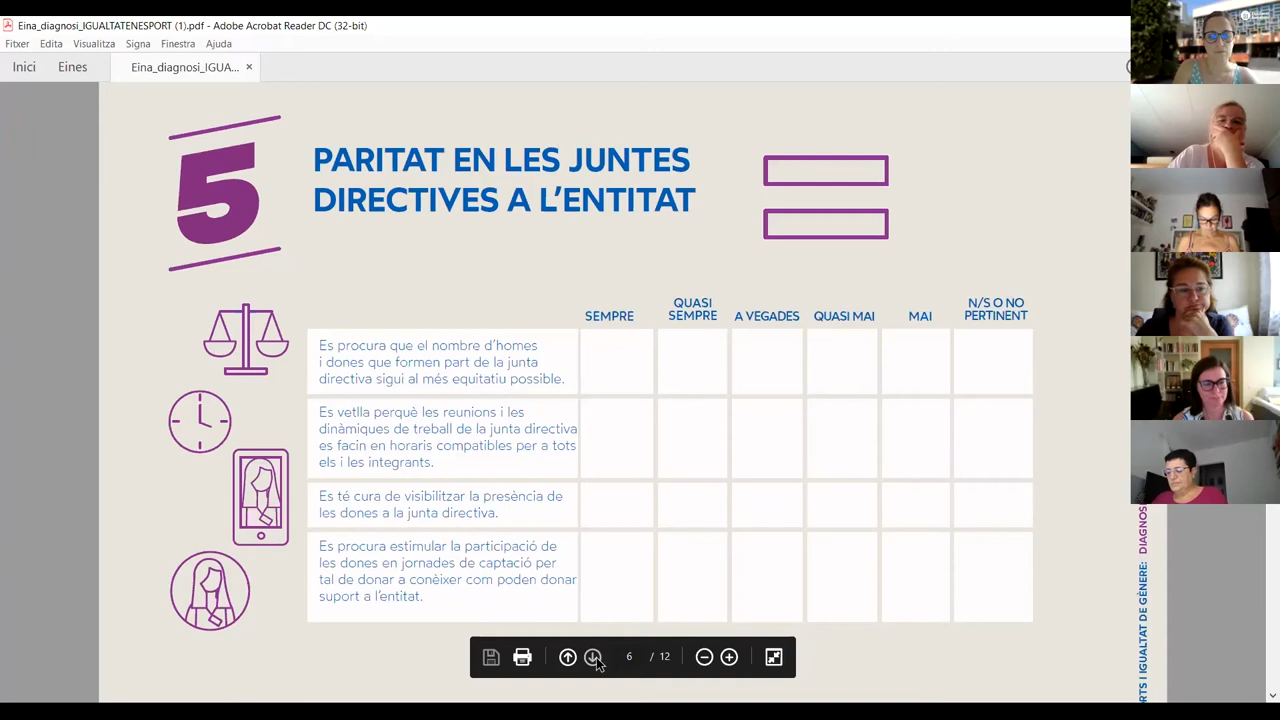 Eina_diagnosi_IGUALTATENESPORT (1).pdf - Adobe Acrobat Reader DC (32-bit)
Fitxer Edita Visualitza Signa Finestra Ajuda
Inici Eines Eina_diagnosi_IGUA... ×
5
PARITAT EN LES JUNTES
DIRECTIVES A L'ENTITAT
SEMPRE
QUASI
SEMPRE
A VEGADES
QUASI MAI
MAI
N/S O NO
PERTINENT
Es procura que el nombre d'homes
i dones que formen part de la junta
directiva sigui al més equitatiu possible.
Es vetlla perquè les reunions i les
dinàmiques de treball de la junta directiva
es facin en horaris compatibles per a tots
els i les integrants.
Es té cura de visibilitzar la presència de
les dones a la junta directiva.
Es procura estimular la participació de
les dones en jornades de captació per
tal de donar a conèixer com poden donar
suport a l'entitat.
6 / 12
RTS I IGUALTAT DE GÈNERE: DIAGNOS